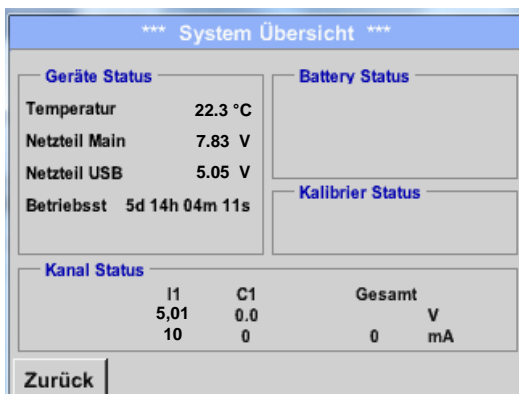 *** System Übersicht ***
Geräte Status
Temperatur 22.3 °C
Netzteil Main 7.83 V
Netzteil USB 5.05 V
Betriebsst 5d 14h 04m 11s
Battery Status
Kalibrier Status
Kanal Status
I1 C1 Gesamt
5,01 0.0 V
10 0 0 mA
Zurück